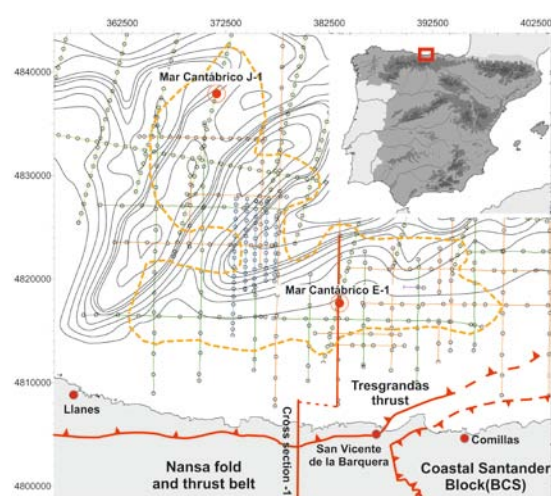 362500 372500 382500 392500 402500
4840000
Mar Cantábrico J-1
4830000
4820000
Mar Cantábrico E-1
4810000
Tresgrandas
thrust
Llanes
Cross section -1
San Vicente
de la Barquera
Comillas
Nansa fold
and thrust belt
Coastal Santander
Block(BCS)
4800000